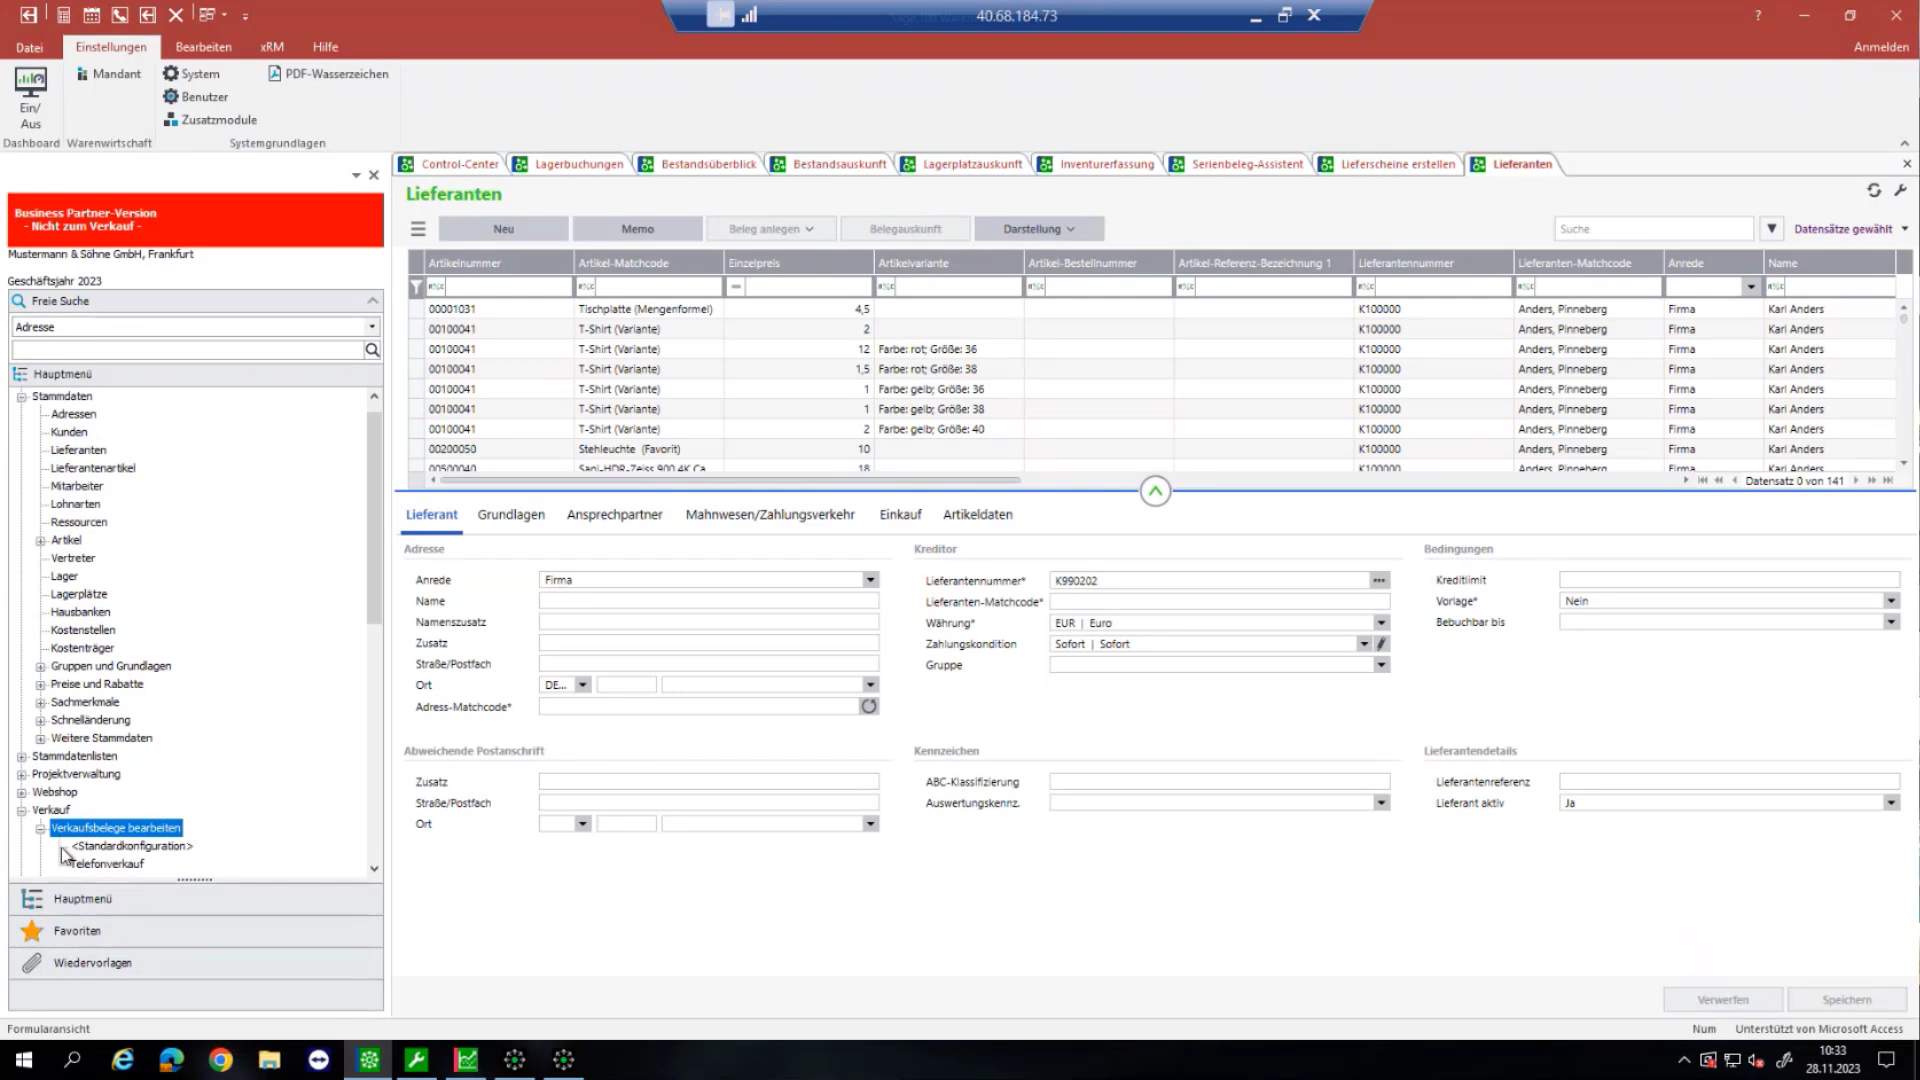 40.68.184.73
Datei Einstellungen Bearbeiten xRM Hilfe Anmelden
Ein/
Aus
Mandant
System
Benutzer
Zusatzmodule
PDF-Wasserzeichen
Dashboard Warenwirtschaft Systemgrundlagen
Control-Center Lagerbuchungen Bestandsüberblick Bestandsauskunft Lagerplatzauskunft Inventurerfassung Serienbeleg-Assistent Lieferscheine erstellen Lieferanten
Business Partner-Version
- Nicht zum Verkauf -
Mustermann & Söhne GmbH, Frankfurt
Geschäftsjahr 2023
Freie Suche
Adresse
Hauptmenü
Stammdaten
Adressen
Kunden
Lieferanten
Lieferantenartikel
Mitarbeiter
Lohnarten
Ressourcen
Artikel
Vertreter
Lager
Lagerplätze
Hausbanken
Kostenstellen
Kostenträger
Gruppen und Grundlagen
Preise und Rabatte
Sachmerkmale
Schnelländerung
Weitere Stammdaten
Stammdatenlisten
Projektverwaltung
Webshop
Verkauf
Verkaufsbelege bearbeiten
<Standardkonfiguration>
Telefonverkauf
Hauptmenü
Favoriten
Wiedervorlagen
Lieferanten
Neu Memo Beleg anlegen Belegauskunft Darstellung Suche Datensätze gewählt
Artikelnummer Artikel-Matchcode Einzelpreis Artikelvariante Artikel-Bestellnummer Artikel-Referenz-Bezeichnung 1 Lieferantennummer Lieferanten-Matchcode Anrede Name
00001031 Tischplatte (Mengenformel) 4,5 K100000 Anders, Pinneberg Firma Karl Anders
00100041 T-Shirt (Variante) 2 K100000 Anders, Pinneberg Firma Karl Anders
00100041 T-Shirt (Variante) 12 Farbe: rot; Größe: 36 K100000 Anders, Pinneberg Firma Karl Anders
00100041 T-Shirt (Variante) 1,5 Farbe: rot; Größe: 38 K100000 Anders, Pinneberg Firma Karl Anders
00100041 T-Shirt (Variante) 1 Farbe: gelb; Größe: 36 K100000 Anders, Pinneberg Firma Karl Anders
00100041 T-Shirt (Variante) 1 Farbe: gelb; Größe: 38 K100000 Anders, Pinneberg Firma Karl Anders
00100041 T-Shirt (Variante) 2 Farbe: gelb; Größe: 40 K100000 Anders, Pinneberg Firma Karl Anders
00200050 Stehleuchte (Favorit) 10 K100000 Anders, Pinneberg Firma Karl Anders
00500040 Sani-HDR-Zeiss 900 4K Ca 18 K100000 Anders, Pinneberg Firma Karl Anders
Datensatz 0 von 141
Lieferant Grundlagen Ansprechpartner Mahnwesen/Zahlungsverkehr Einkauf Artikeldaten
Adresse
Anrede Firma
Name
Namenszusatz
Zusatz
Straße/Postfach
Ort DE...
Adress-Matchcode*
Kreditor
Lieferantennummer* K990202
Lieferanten-Matchcode*
Währung* EUR | Euro
Zahlungskondition Sofort | Sofort
Gruppe
Bedingungen
Kreditlimit
Vorlage* Nein
Bebuchbar bis
Abweichende Postanschrift
Zusatz
Straße/Postfach
Ort
Kennzeichen
ABC-Klassifizierung
Auswertungskennz.
Lieferantendetails
Lieferantenreferenz
Lieferant aktiv Ja
Verwerfen Speichern
Formularansicht Num Unterstützt von Microsoft Access
10:33
28.11.2023